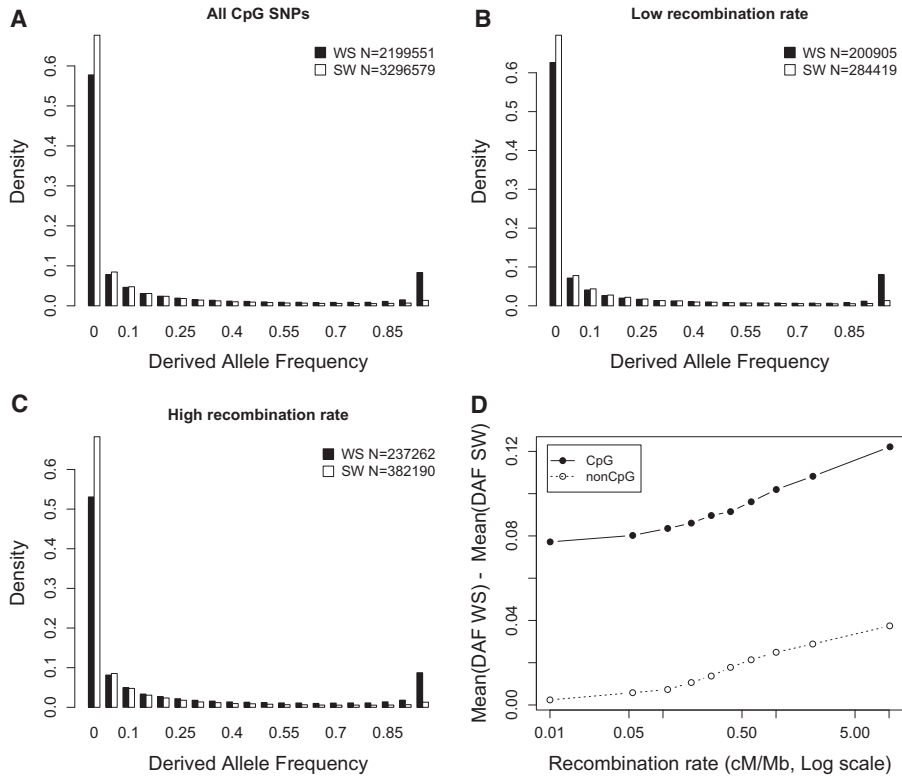 A
All CpG SNPs
WS N=2199551
SW N=3296579
Density
0.0
0.1
0.2
0.3
0.4
0.5
0.6
0
0.1
0.25
0.4
0.55
0.7
0.85
Derived Allele Frequency
B
Low recombination rate
WS N=200905
SW N=284419
Density
0.0
0.1
0.2
0.3
0.4
0.5
0.6
0
0.1
0.25
0.4
0.55
0.7
0.85
Derived Allele Frequency
C
High recombination rate
WS N=237262
SW N=382190
Density
0.0
0.1
0.2
0.3
0.4
0.5
0.6
0
0.1
0.25
0.4
0.55
0.7
0.85
Derived Allele Frequency
D
CpG
nonCpG
Mean(DAF WS) - Mean(DAF SW)
0.00
0.04
0.08
0.12
0.01
0.05
0.50
5.00
Recombination rate (cM/Mb, Log scale)